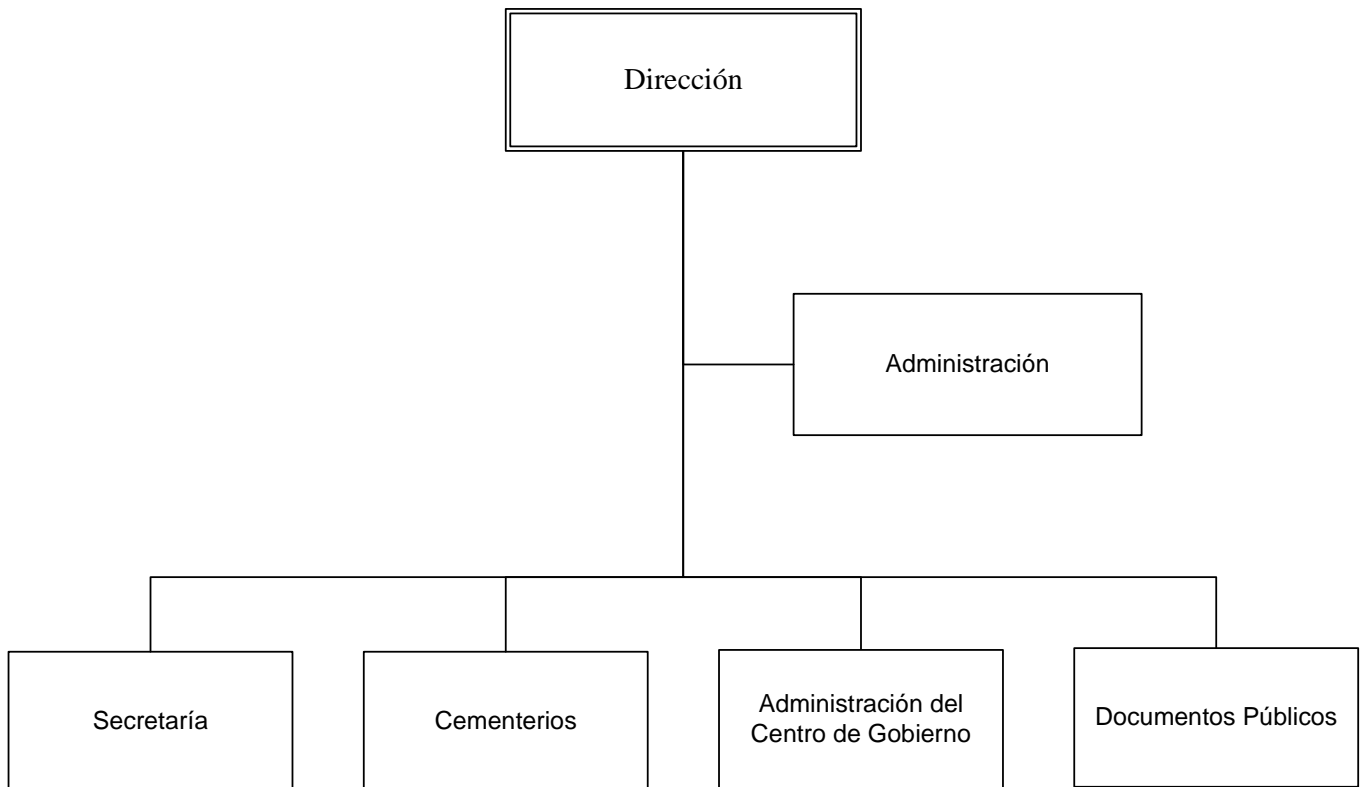 Dirección
Administración
Secretaría
Cementerios
Administración del
Centro de Gobierno
Documentos Públicos